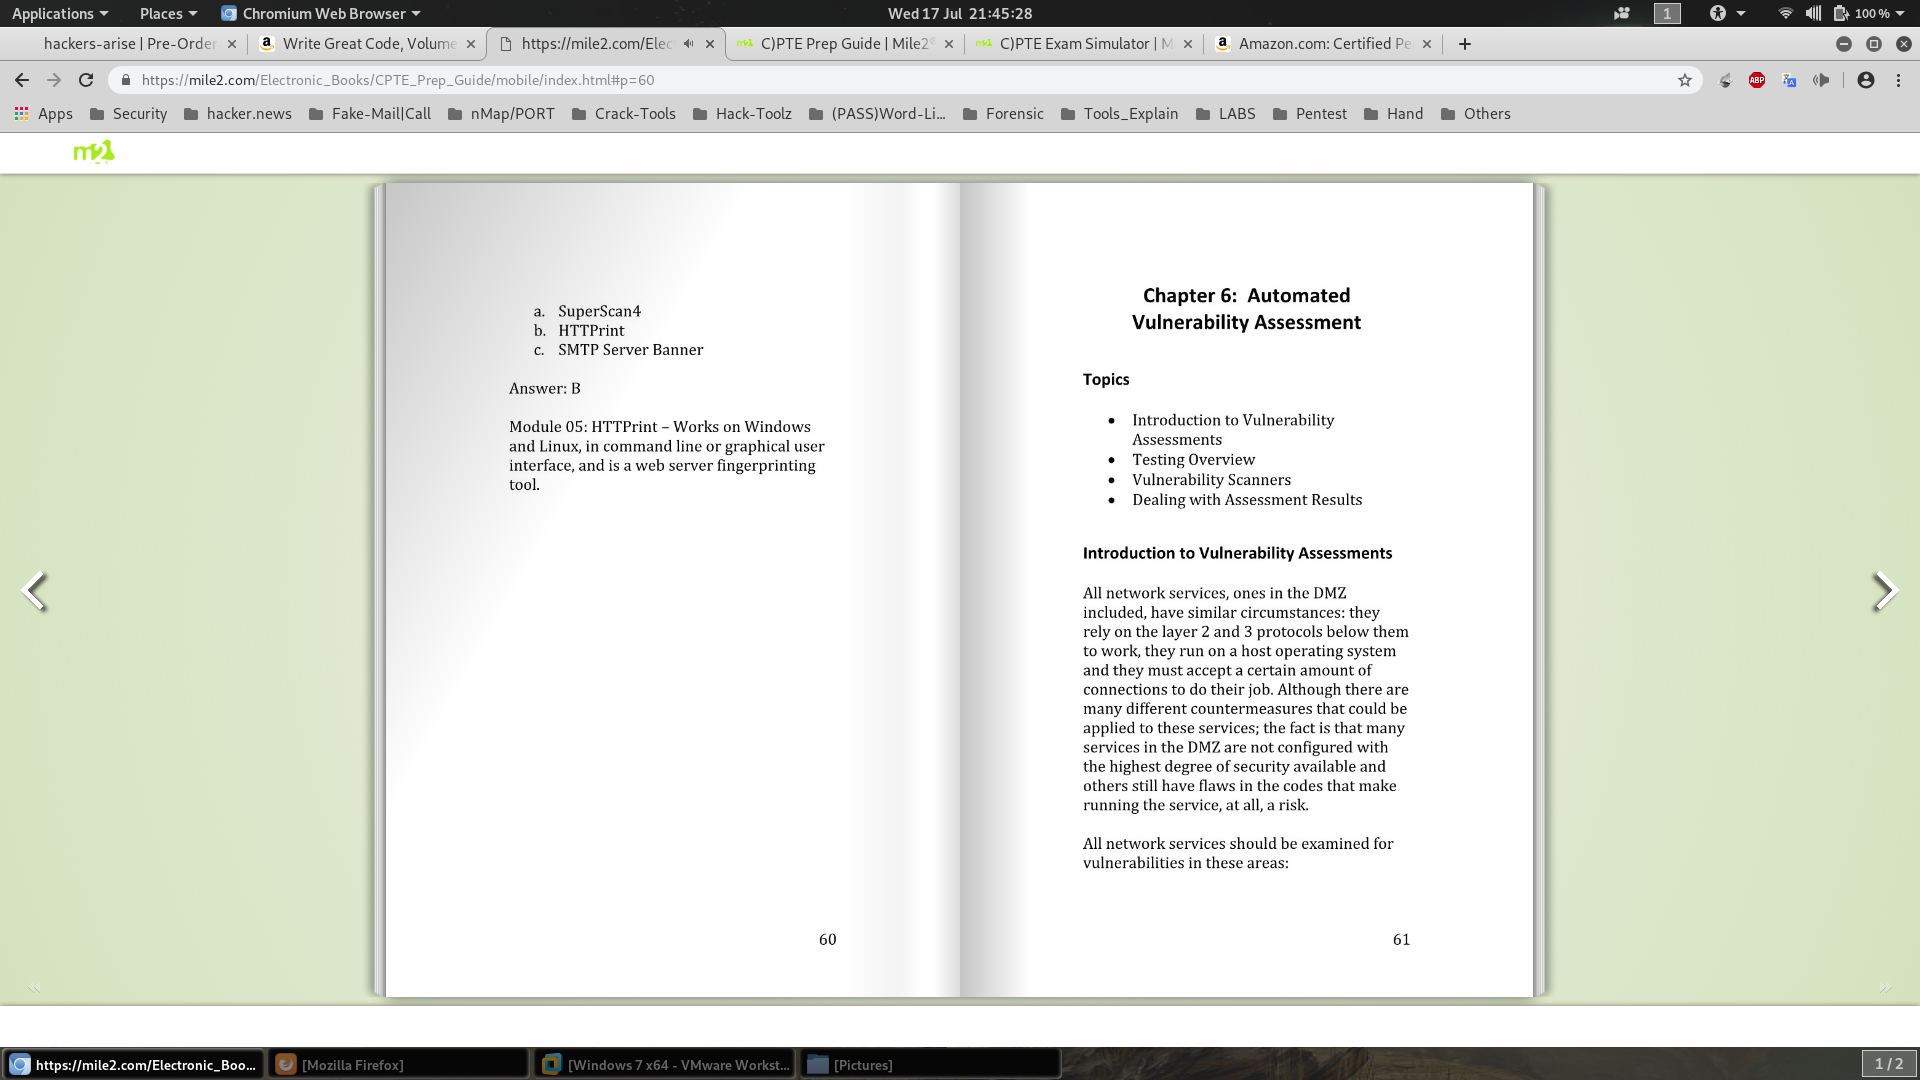 Applications
Places
Chromium Web Browser
Wed 17 Jul 21:45:28
1
100 %
hackers-arise | Pre-Order
Write Great Code, Volume
https://mile2.com/Elec
C)PTE Prep Guide | Mile2®
C)PTE Exam Simulator | M
Amazon.com: Certified Pe
https://mile2.com/Electronic_Books/CPTE_Prep_Guide/mobile/index.html#p=60
ABP
Apps
Security
hacker.news
Fake-Mail|Call
nMap/PORT
Crack-Tools
Hack-Toolz
(PASS)Word-Li...
Forensic
Tools_Explain
LABS
Pentest
Hand
Others
m2
a. SuperScan4
b. HTTPrint
c. SMTP Server Banner
Answer: B
Module 05: HTTPrint – Works on Windows
and Linux, in command line or graphical user
interface, and is a web server fingerprinting
tool.
60
Chapter 6: Automated
Vulnerability Assessment
Topics
• Introduction to Vulnerability
Assessments
• Testing Overview
• Vulnerability Scanners
• Dealing with Assessment Results
Introduction to Vulnerability Assessments
All network services, ones in the DMZ
included, have similar circumstances: they
rely on the layer 2 and 3 protocols below them
to work, they run on a host operating system
and they must accept a certain amount of
connections to do their job. Although there are
many different countermeasures that could be
applied to these services; the fact is that many
services in the DMZ are not configured with
the highest degree of security available and
others still have flaws in the codes that make
running the service, at all, a risk.
All network services should be examined for
vulnerabilities in these areas:
61
https://mile2.com/Electronic_Boo...
[Mozilla Firefox]
[Windows 7 x64 - VMware Workst...
[Pictures]
1 / 2